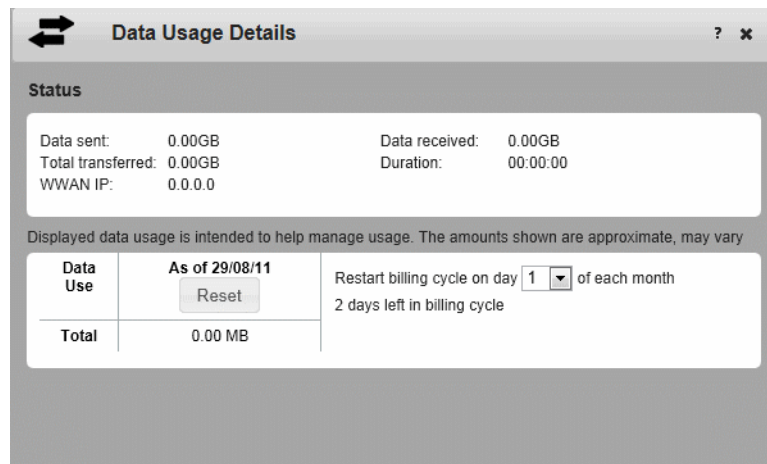 Data Usage Details ?
Status
Data sent: 0.00GB Data received: 0.00GB
Total transferred: 0.00GB Duration: 00:00:00
WWAN IP: 0.0.0.0
Displayed data usage is intended to help manage usage. The amounts shown are approximate, may vary
Data Use As of 29/08/11
Reset
Restart billing cycle on day 1 of each month
2 days left in billing cycle
Total 0.00 MB